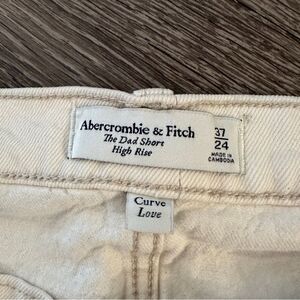 Abercrombie & Fitch
The Dad Short
High Rise
37
24
MADE IN
CAMBODIA
Curve
Love